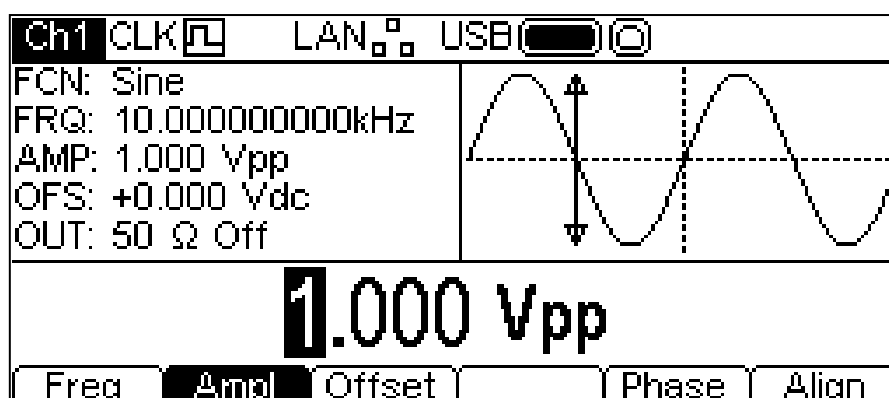 Ch1 CLK LAN USB
FCN: Sine
FRQ: 10.000000000kHz
AMP: 1.000 Vpp
OFS: +0.000 Vdc
OUT: 50 Ω Off
1.000 Vpp
Freq Ampl Offset Phase Align